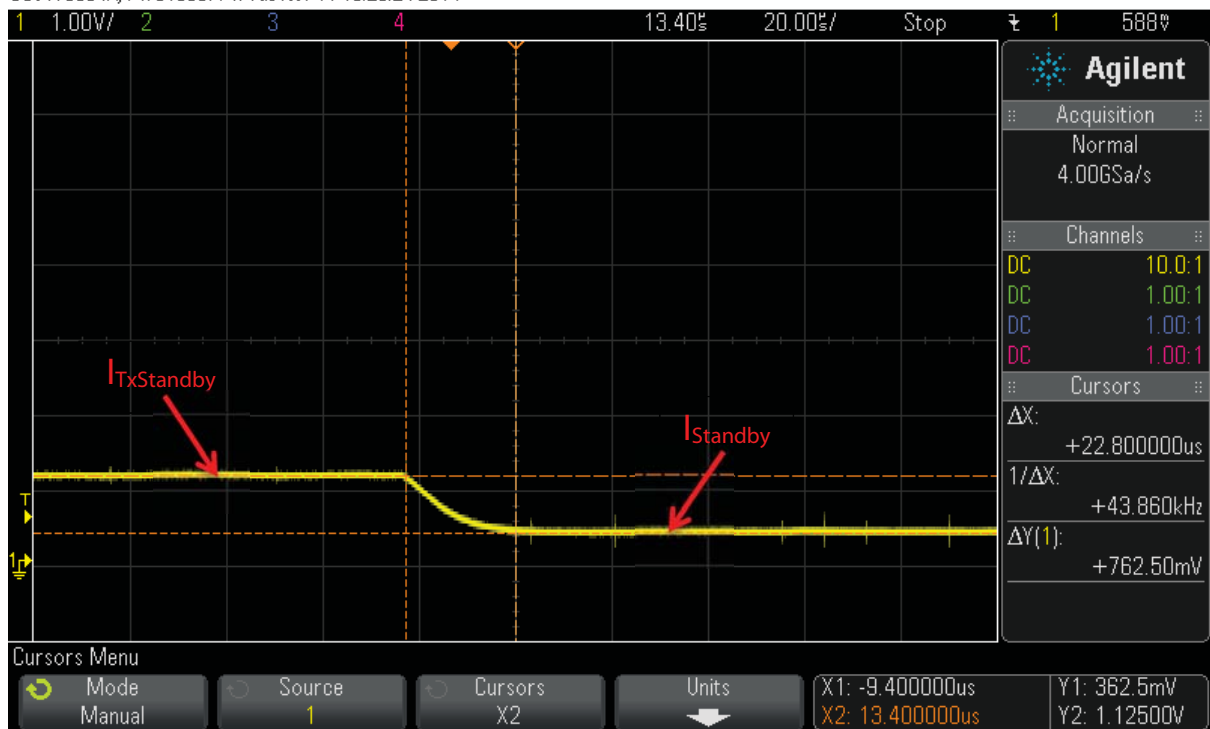 1 1.00V/ 2 3 4 13.40us 20.00us/ Stop 1 588mV
Agilent
Acquisition
Normal
4.00GSa/s
Channels
DC 10.0:1
DC 1.00:1
DC 1.00:1
DC 1.00:1
Cursors
ΔX:
+22.800000us
1/ΔX:
+43.860kHz
ΔY(1):
+762.50mV
ITxStandby
IStandby
T
1
Cursors Menu
Mode
Manual
Source
1
Cursors
X2
Units
X1: -9.400000us
X2: 13.400000us
Y1: 362.5mV
Y2: 1.12500V